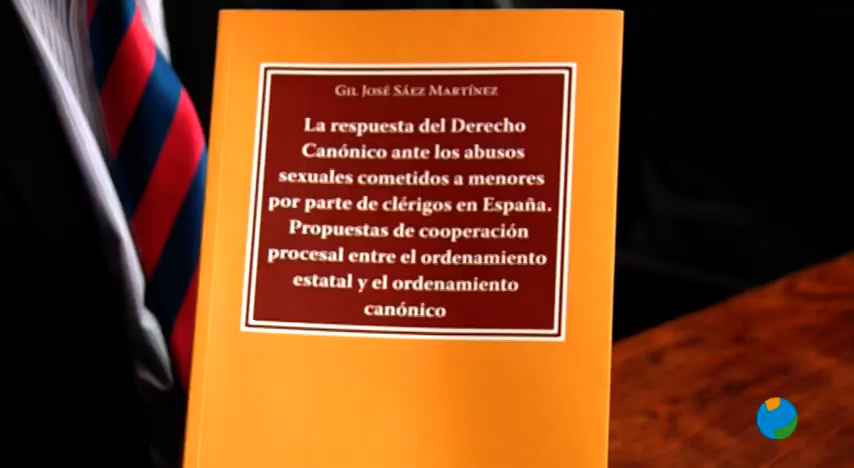 Gil José Sáez Martínez
La respuesta del Derecho
Canónico ante los abusos
sexuales cometidos a menores
por parte de clérigos en España.
Propuestas de cooperación
procesal entre el ordenamiento
estatal y el ordenamiento
canónico